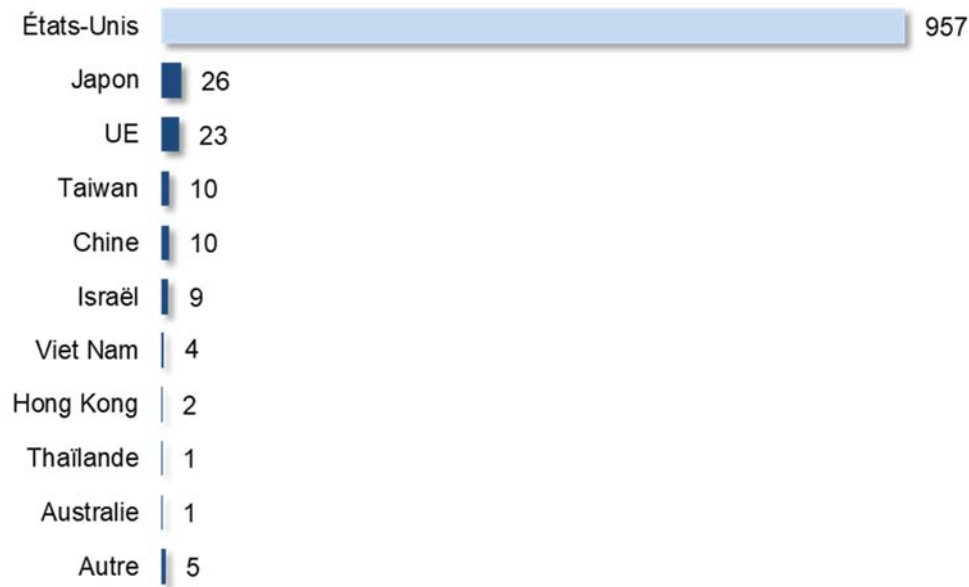 États-Unis 957
Japon 26
UE 23
Taiwan 10
Chine 10
Israël 9
Viet Nam 4
Hong Kong 2
Thaïlande 1
Australie 1
Autre 5